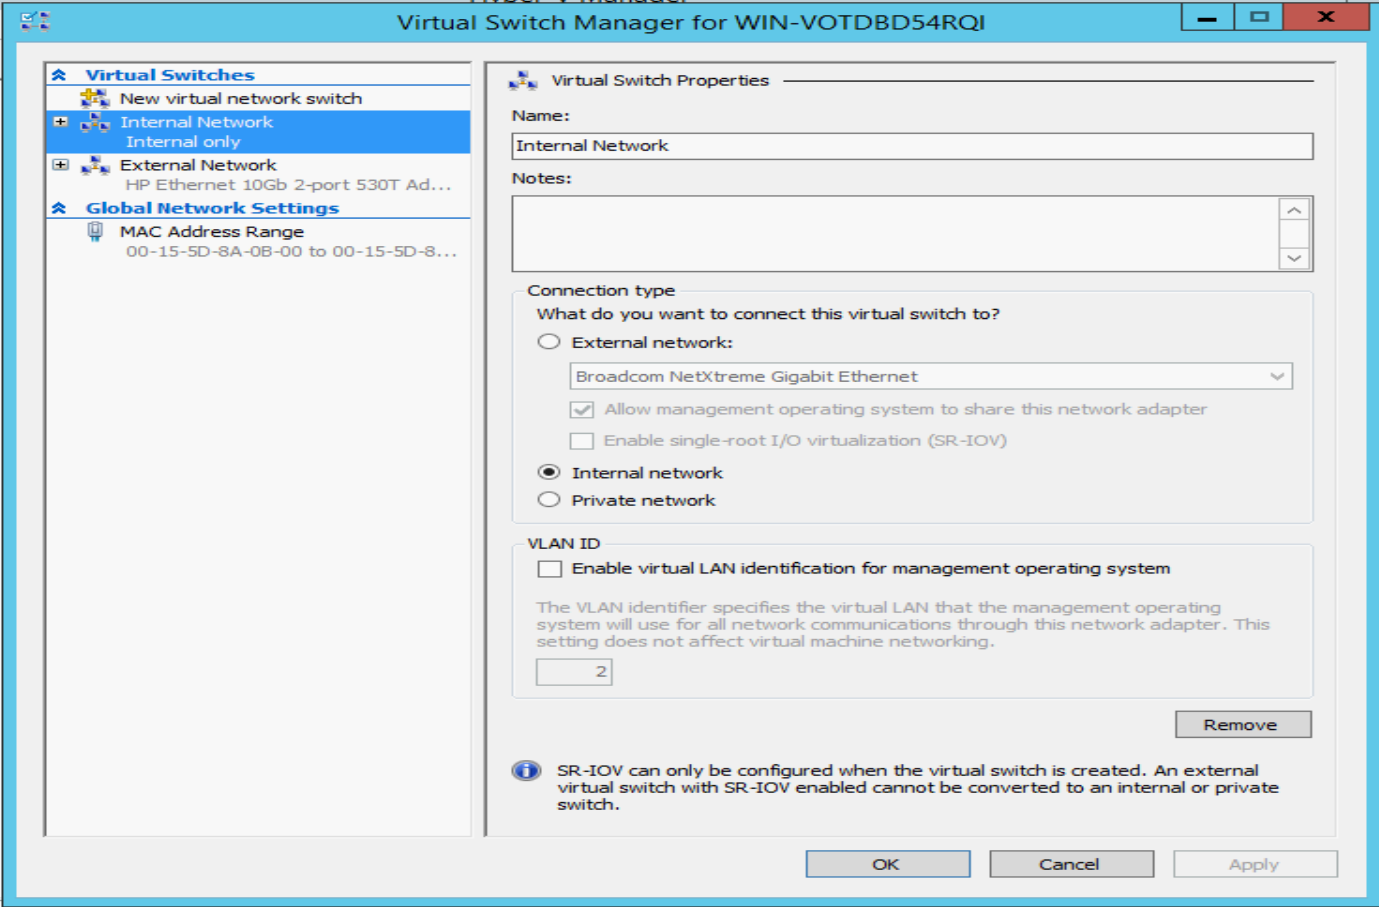 Hyper-V Manager
Virtual Switch Manager for WIN-VOTDBD54RQI
x
Virtual Switches
New virtual network switch
Internal Network
Internal only
External Network
HP Ethernet 10Gb 2-port 530T Ad...
Global Network Settings
MAC Address Range
00-15-5D-8A-0B-00 to 00-15-5D-8...
Virtual Switch Properties
Name:
Internal Network
Notes:
Connection type
What do you want to connect this virtual switch to?
External network:
Broadcom NetXtreme Gigabit Ethernet
Allow management operating system to share this network adapter
Enable single-root I/O virtualization (SR-IOV)
Internal network
Private network
VLAN ID
Enable virtual LAN identification for management operating system
The VLAN identifier specifies the virtual LAN that the management operating
system will use for all network communications through this network adapter. This
setting does not affect virtual machine networking.
2
Remove
SR-IOV can only be configured when the virtual switch is created. An external
virtual switch with SR-IOV enabled cannot be converted to an internal or private
switch.
OK
Cancel
Apply